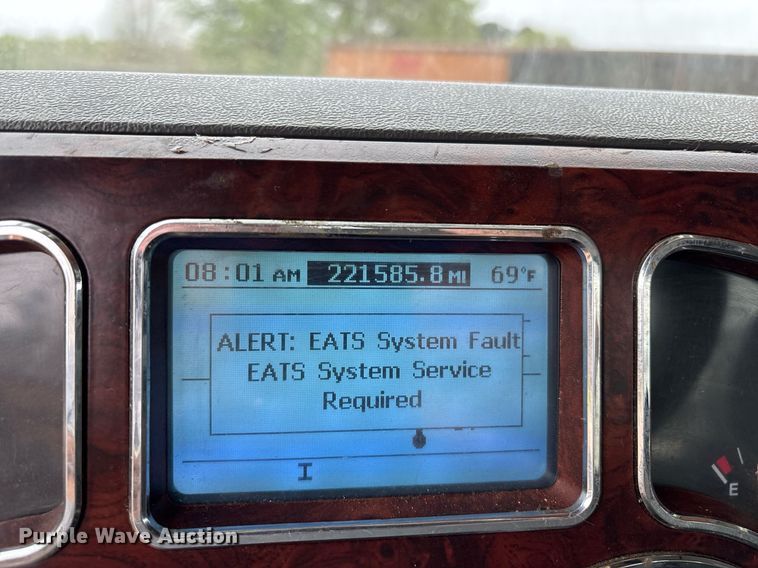 08:01 AM 221585.8 MI 69°F
ALERT: EATS System Fault
EATS System Service
Required
I
E
Purple Wave Auction